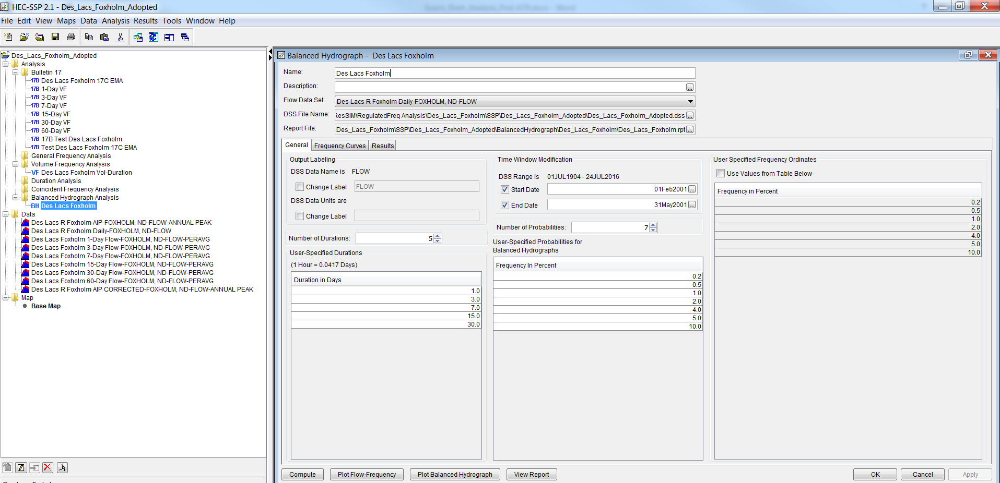 HEC-SSP 2.1 - Des_Lacs_Foxholm_Adopted
File Edit View Maps Data Analysis Results Tools Window Help
Des_Lacs_Foxholm_Adopted
Analysis
Bulletin 17
17B Des Lacs Foxholm 17C EMA
17B 1-Day VF
17B 3-Day VF
17B 7-Day VF
17B 15-Day VF
17B 30-Day VF
17B 60-Day VF
17B 17B Test Des Lacs Foxholm
17B Test Des Lacs Foxholm 17C EMA
General Frequency Analysis
Volume Frequency Analysis
VF Des Lacs Foxholm Vol-Duration
Duration Analysis
Coincident Frequency Analysis
Balanced Hydrograph Analysis
BH Des Lacs Foxholm
Data
Des Lacs R Foxholm AIP-FOXHOLM, ND-FLOW-ANNUAL PEAK
Des Lacs R Foxholm Daily-FOXHOLM, ND-FLOW
Des Lacs Foxholm 1-Day Flow-FOXHOLM, ND-FLOW-PERAVG
Des Lacs Foxholm 3-Day Flow-FOXHOLM, ND-FLOW-PERAVG
Des Lacs Foxholm 7-Day Flow-FOXHOLM, ND-FLOW-PERAVG
Des Lacs Foxholm 15-Day Flow-FOXHOLM, ND-FLOW-PERAVG
Des Lacs Foxholm 30-Day Flow-FOXHOLM, ND-FLOW-PERAVG
Des Lacs Foxholm 60-Day Flow-FOXHOLM, ND-FLOW-PERAVG
Des Lacs R Foxholm AIP CORRECTED-FOXHOLM, ND-FLOW-ANNUAL PEAK
Map
Base Map
Balanced Hydrograph - Des Lacs Foxholm
Name: Des Lacs Foxholm
Description: ...
Flow Data Set: Des Lacs R Foxholm Daily-FOXHOLM, ND-FLOW
DSS File Name: ResSIM\RegulatedFreq Analysis\Des_Lacs_Foxholm\SSP\Des_Lacs_Foxholm_Adopted\Des_Lacs_Foxholm_Adopted.dss ...
Report File: Des_Lacs_Foxholm\SSP\Des_Lacs_Foxholm_Adopted\BalancedHydrograph\Des_Lacs_Foxholm\Des_Lacs_Foxholm.rpt ...
General Frequency Curves Results
Output Labeling
DSS Data Name is FLOW
Change Label FLOW
DSS Data Units are
Change Label
Number of Durations: 5
User-Specified Durations
(1 Hour = 0.0417 Days)
Duration in Days
1.0
3.0
7.0
15.0
30.0
Time Window Modification
DSS Range is 01JUL1904 - 24JUL2016
Start Date 01Feb2001 ...
End Date 31May2001 ...
Number of Probabilities: 7
User-Specified Probabilities for
Balanced Hydrographs
Frequency In Percent
0.2
0.5
1.0
2.0
4.0
5.0
10.0
User Specified Frequency Ordinates
Use Values from Table Below
Frequency in Percent
0.2
0.5
1.0
2.0
4.0
5.0
10.0
Compute Plot Flow-Frequency Plot Balanced Hydrograph View Report OK Cancel Apply